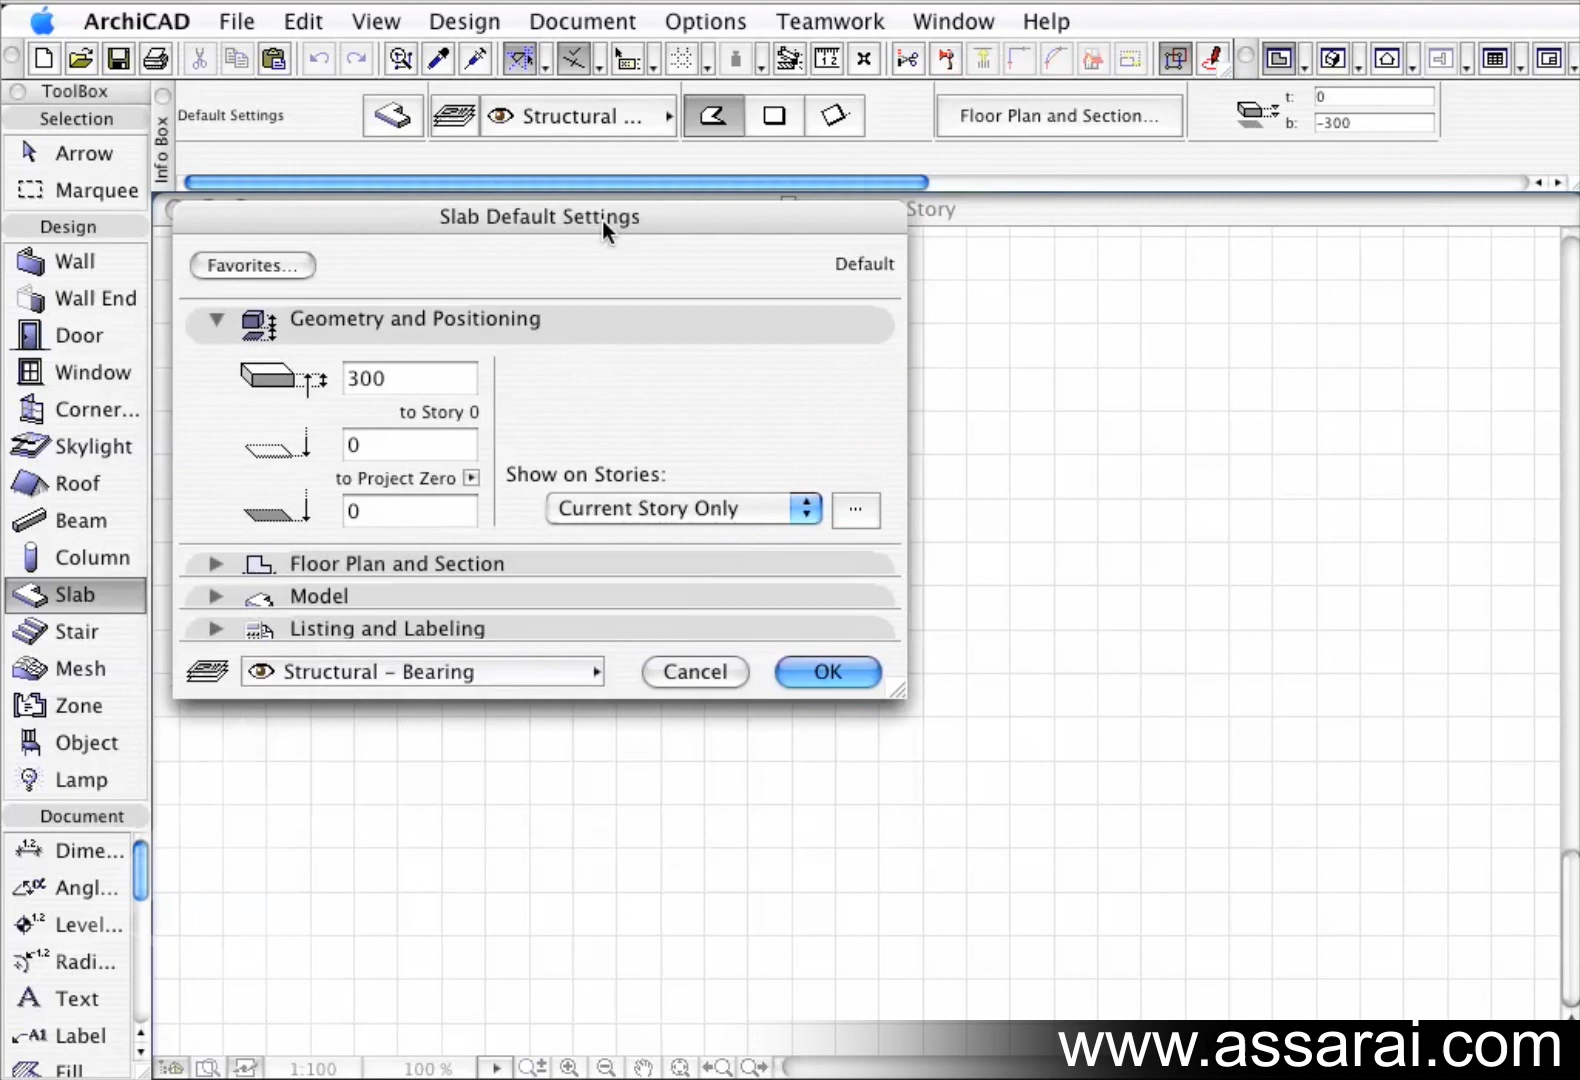 ArchiCAD File Edit View Design Document Options Teamwork Window Help
ToolBox
Selection
Arrow
Marquee
Design
Wall
Wall End
Door
Window
Corner...
Skylight
Roof
Beam
Column
Slab
Stair
Mesh
Zone
Object
Lamp
Document
Dime...
Angl...
Level...
Radi...
Text
Label
Fill
Info Box
Default Settings
Structural ...
Floor Plan and Section...
t: 0
b: -300
Story
Slab Default Settings
Favorites...
Default
Geometry and Positioning
300
to Story 0
0
to Project Zero
0
Show on Stories:
Current Story Only
...
Floor Plan and Section
Model
Listing and Labeling
Structural – Bearing
Cancel
OK
1:100
100 %
www.assarai.com